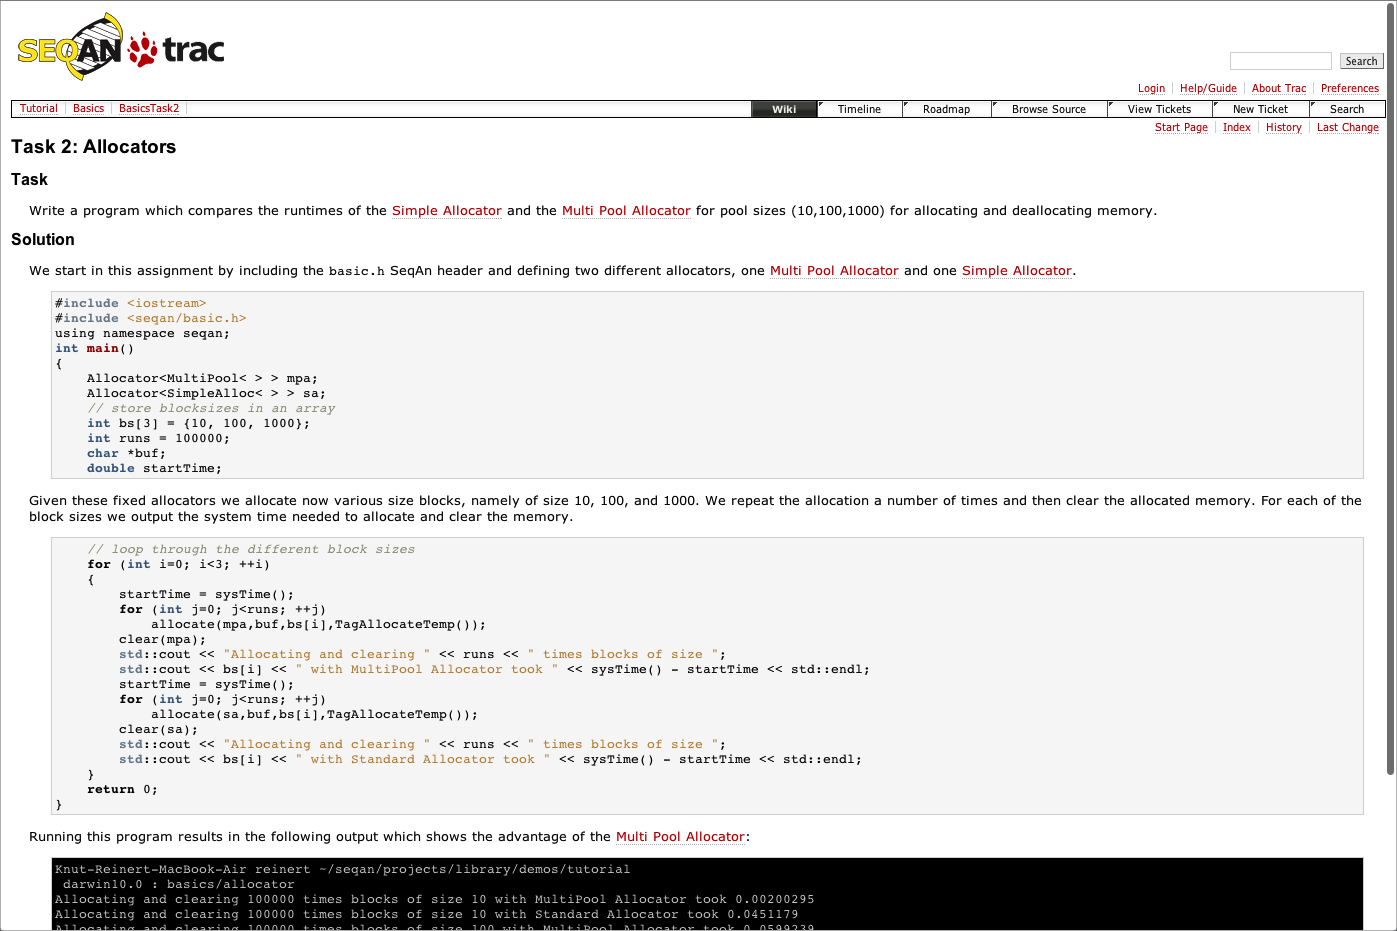 SEQAN trac
Search
Login Help/Guide About Trac Preferences
Tutorial Basics BasicsTask2 Wiki Timeline Roadmap Browse Source View Tickets New Ticket Search
Start Page Index History Last Change
Task 2: Allocators
Task
Write a program which compares the runtimes of the Simple Allocator and the Multi Pool Allocator for pool sizes (10,100,1000) for allocating and deallocating memory.
Solution
We start in this assignment by including the basic.h SeqAn header and defining two different allocators, one Multi Pool Allocator and one Simple Allocator.
#include <iostream>
#include <seqan/basic.h>
using namespace seqan;
int main()
{
    Allocator<MultiPool< > > mpa;
    Allocator<SimpleAlloc< > > sa;
    // store blocksizes in an array
    int bs[3] = {10, 100, 1000};
    int runs = 100000;
    char *buf;
    double startTime;
Given these fixed allocators we allocate now various size blocks, namely of size 10, 100, and 1000. We repeat the allocation a number of times and then clear the allocated memory. For each of the
block sizes we output the system time needed to allocate and clear the memory.
    // loop through the different block sizes
    for (int i=0; i<3; ++i)
    {
        startTime = sysTime();
        for (int j=0; j<runs; ++j)
            allocate(mpa,buf,bs[i],TagAllocateTemp());
        clear(mpa);
        std::cout << "Allocating and clearing " << runs << " times blocks of size ";
        std::cout << bs[i] << " with MultiPool Allocator took " << sysTime() - startTime << std::endl;
        startTime = sysTime();
        for (int j=0; j<runs; ++j)
            allocate(sa,buf,bs[i],TagAllocateTemp());
        clear(sa);
        std::cout << "Allocating and clearing " << runs << " times blocks of size ";
        std::cout << bs[i] << " with Standard Allocator took " << sysTime() - startTime << std::endl;
    }
    return 0;
}
Running this program results in the following output which shows the advantage of the Multi Pool Allocator:
Knut-Reinert-MacBook-Air reinert ~/seqan/projects/library/demos/tutorial
 darwin10.0 : basics/allocator
Allocating and clearing 100000 times blocks of size 10 with MultiPool Allocator took 0.00200295
Allocating and clearing 100000 times blocks of size 10 with Standard Allocator took 0.0451179
Allocating and clearing 100000 times blocks of size 100 with MultiPool Allocator took 0.0599239